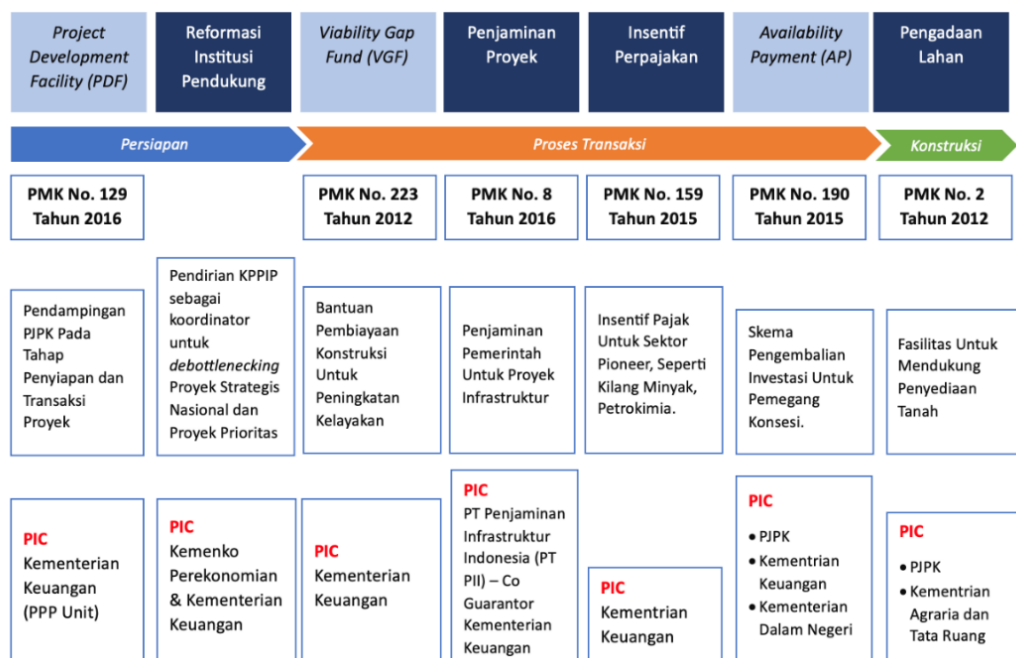 Project
Development
Facility (PDF)
Reformasi
Institusi
Pendukung
Viability Gap
Fund (VGF)
Penjaminan
Proyek
Insentif
Perpajakan
Availability
Payment (AP)
Pengadaan
Lahan
Persiapan
Proses Transaksi
Konstruksi
PMK No. 129
Tahun 2016
PMK No. 223
Tahun 2012
PMK No. 8
Tahun 2016
PMK No. 159
Tahun 2015
PMK No. 190
Tahun 2015
PMK No. 2
Tahun 2012
Pendampingan
PJPK Pada
Tahap
Penyiapan dan
Transaksi
Proyek
Pendirian KPPIP
sebagai
koordinator
untuk
debottlenecking
Proyek Strategis
Nasional dan
Proyek Prioritas
Bantuan
Pembiayaan
Konstruksi
Untuk
Peningkatan
Kelayakan
Penjaminan
Pemerintah
Untuk Proyek
Infrastruktur
Insentif Pajak
Untuk Sektor
Pioneer, Seperti
Kilang Minyak,
Petrokimia.
Skema
Pengembalian
Investasi Untuk
Pemegang
Konsesi.
Fasilitas Untuk
Mendukung
Penyediaan
Tanah
PIC
Kementerian
Keuangan
(PPP Unit)
PIC
Kemenko
Perekonomian
& Kementerian
Keuangan
PIC
Kementerian
Keuangan
PIC
PT Penjaminan
Infrastruktur
Indonesia (PT
PII) – Co
Guarantor
Kementerian
Keuangan
PIC
Kementrian
Keuangan
PIC
• PJPK
• Kementrian
Keuangan
• Kementerian
Dalam Negeri
PIC
• PJPK
• Kementrian
Agraria dan
Tata Ruang